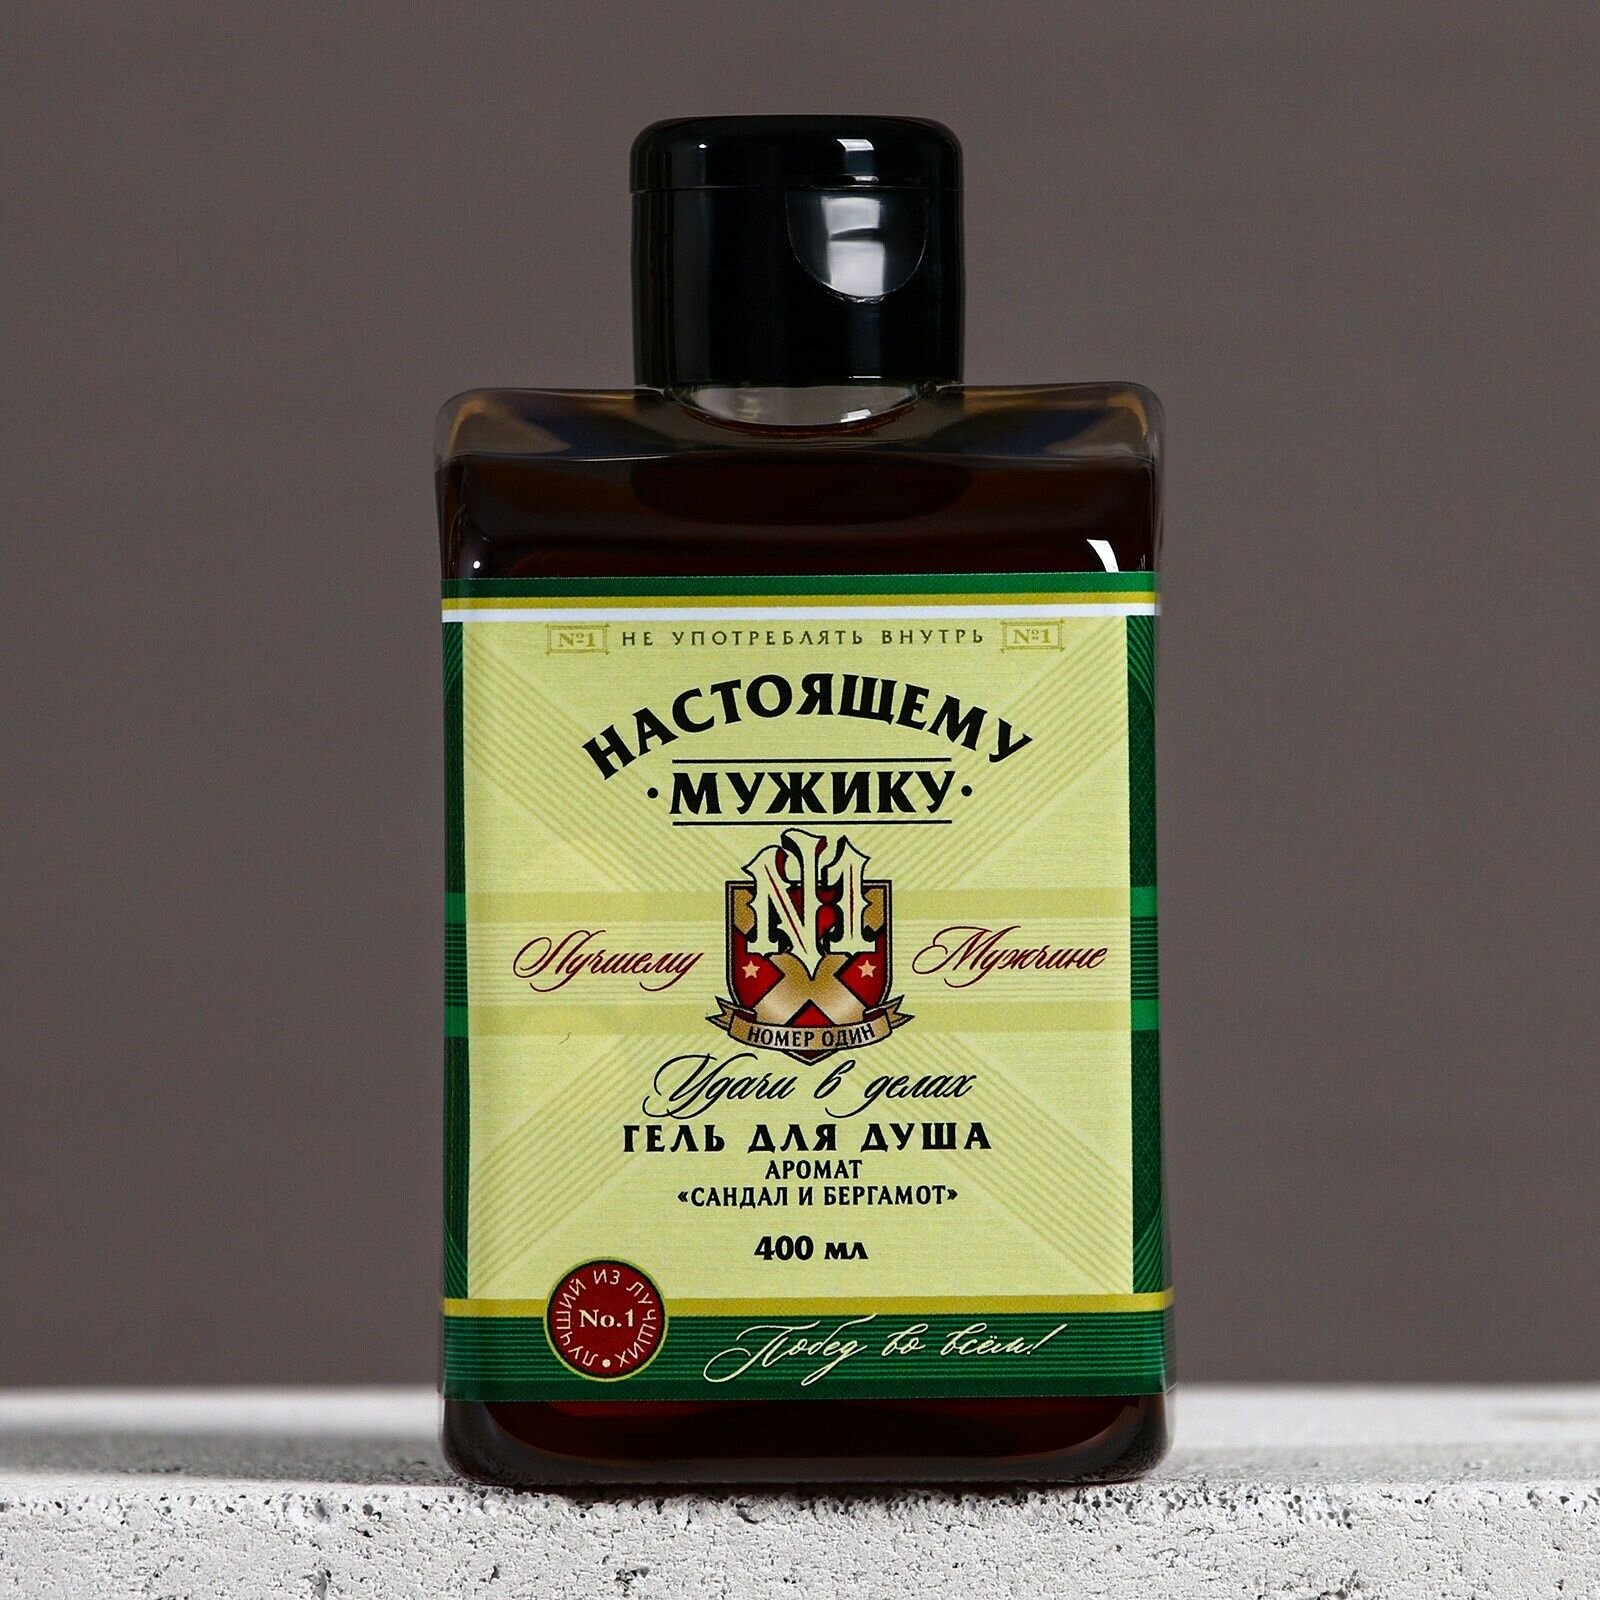 №1 НЕ УПОТРЕБЛЯТЬ ВНУТРЬ №1
НАСТОЯЩЕМУ
·МУЖИКУ·
№1
Лучшему Мужчине
НОМЕР ОДИН
Удачи в делах
ГЕЛЬ ДЛЯ ДУША
АРОМАТ
«САНДАЛ И БЕРГАМОТ»
400 мл
ЛУЧШИЙ ИЗ ЛУЧШИХ •
No.1
Побед во всём!